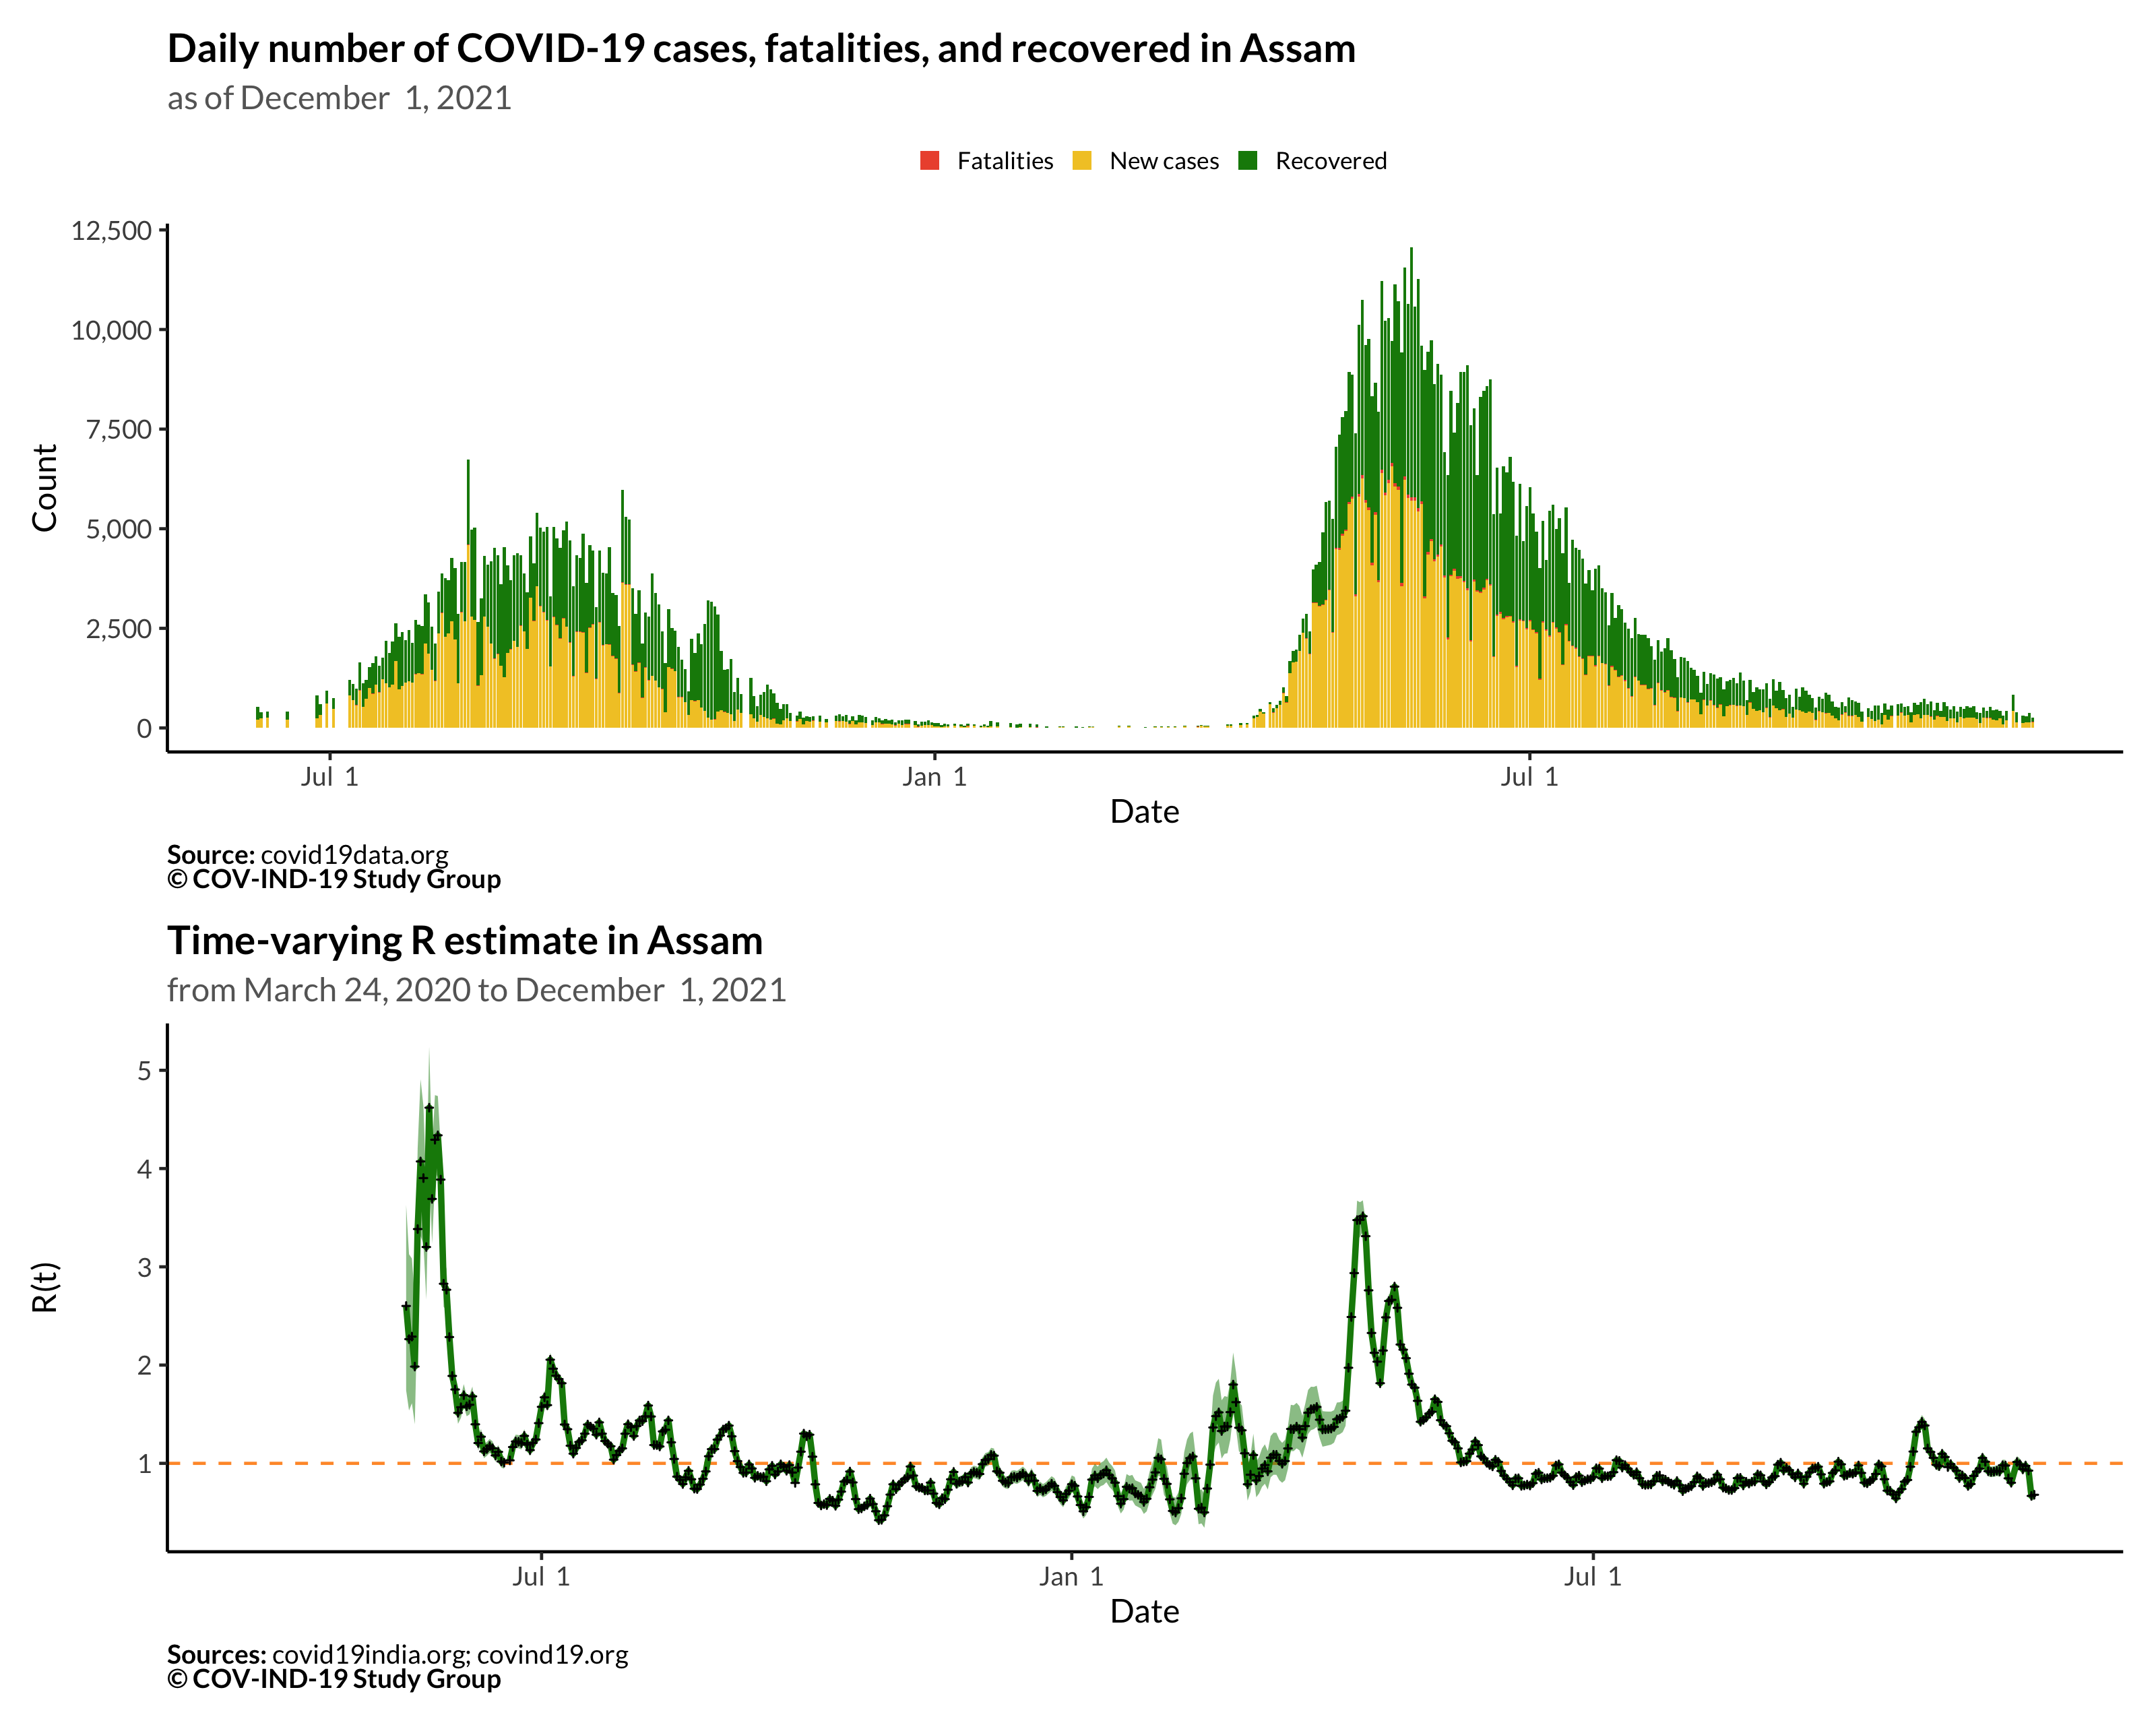 Daily number of COVID-19 cases, fatalities, and recovered in Assam
as of December 1, 2021
Fatalities New cases Recovered
12,500
10,000
7,500
5,000
2,500
0
Count
Jul 1 Jan 1 Jul 1
Date
Source: covid19data.org
© COV-IND-19 Study Group
Time-varying R estimate in Assam
from March 24, 2020 to December 1, 2021
5
4
3
2
1
R(t)
Jul 1 Jan 1 Jul 1
Date
Sources: covid19india.org; covind19.org
© COV-IND-19 Study Group